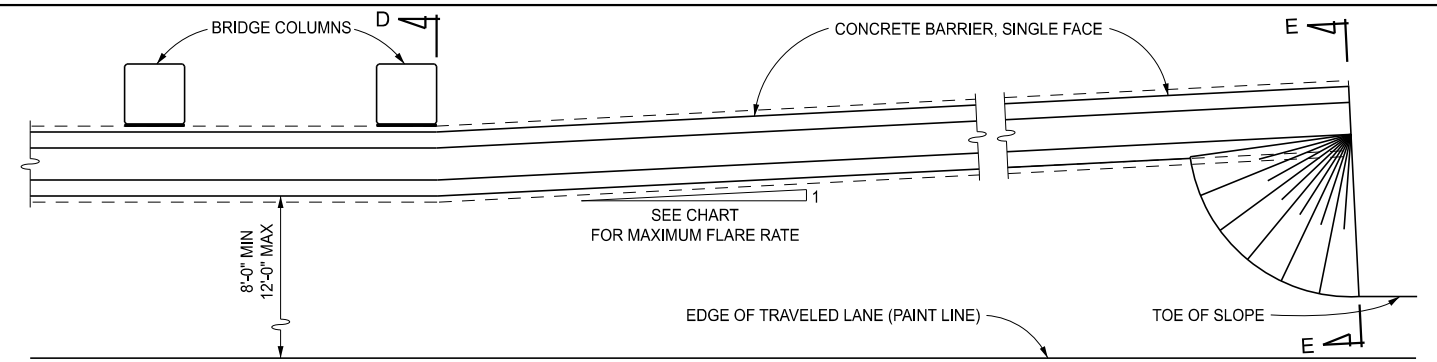 BRIDGE COLUMNS
D
CONCRETE BARRIER, SINGLE FACE
E
1
SEE CHART
FOR MAXIMUM FLARE RATE
8'-0" MIN
12'-0" MAX
EDGE OF TRAVELED LANE (PAINT LINE)
TOE OF SLOPE
E